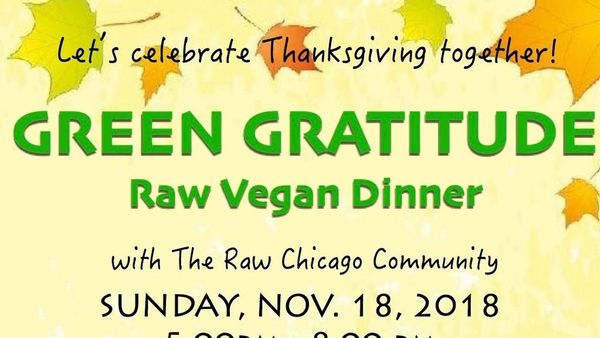 Let's celebrate Thanksgiving together!
GREEN GRATITUDE
Raw Vegan Dinner
with The Raw Chicago Community
SUNDAY, NOV. 18, 2018